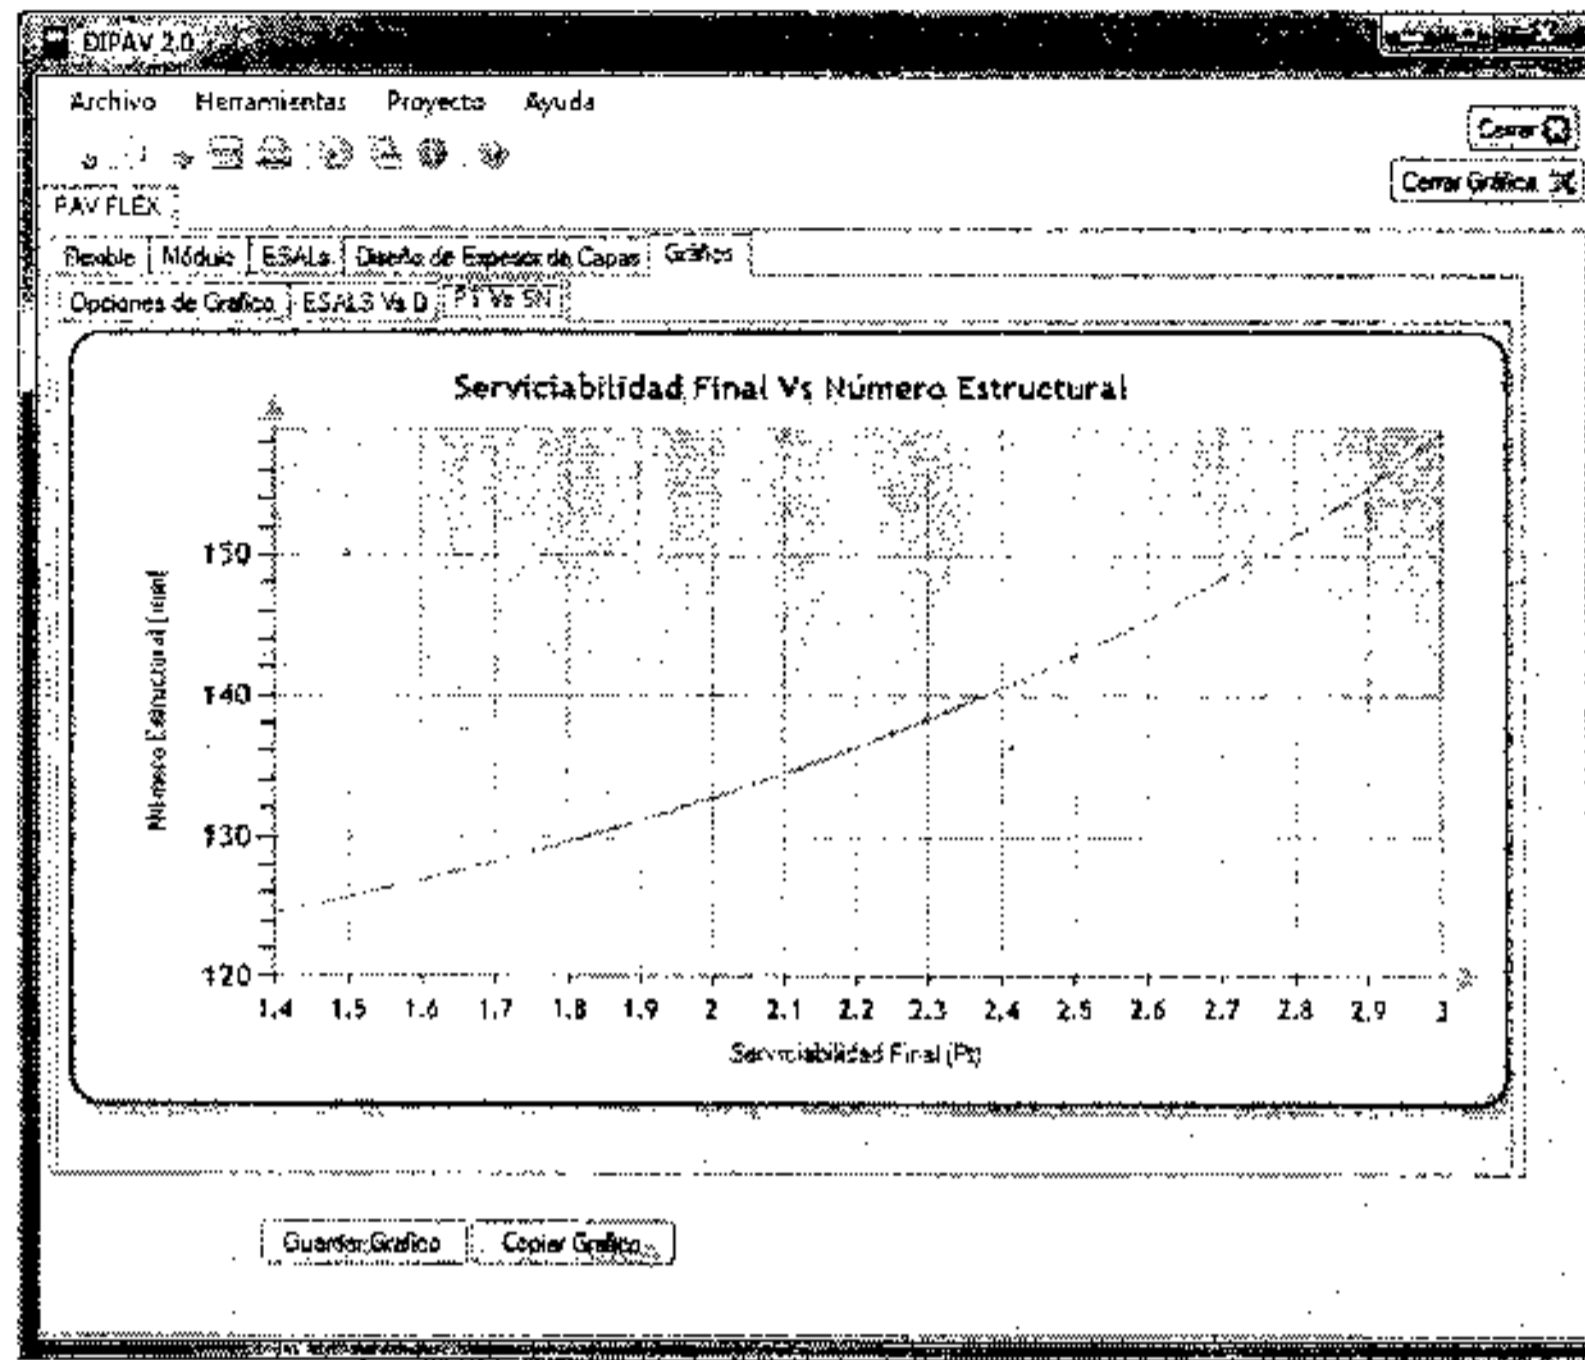 DIPAV 2.0
Archivo Herramientas Proyecto Ayuda
Cerrar
Cerrar Gráfica
PAV FLEX
Flexible Módulo ESALs Diseño de Espesor de Capas Gráfico
Opciones de Grafico ESALS Vs D PT Vs SN
Serviciabilidad Final Vs Número Estructural
Número Estructural [mm]
150
140
130
120
1.4 1.5 1.6 1.7 1.8 1.9 2 2.1 2.2 2.3 2.4 2.5 2.6 2.7 2.8 2.9 3
Serviciabilidad Final (Pt)
Guardar Grafico Copiar Grafico